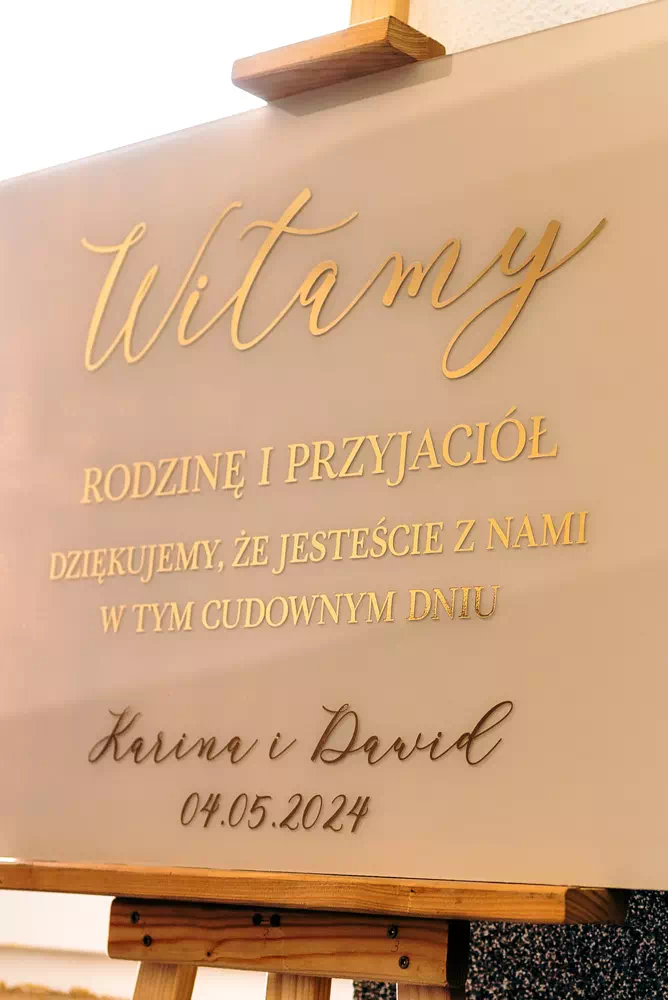 Witamy
RODZINĘ I PRZYJACIÓŁ
DZIĘKUJEMY, ŻE JESTEŚCIE Z NAMI
W TYM CUDOWNYM DNIU
Karina i Dawid
04.05.2024